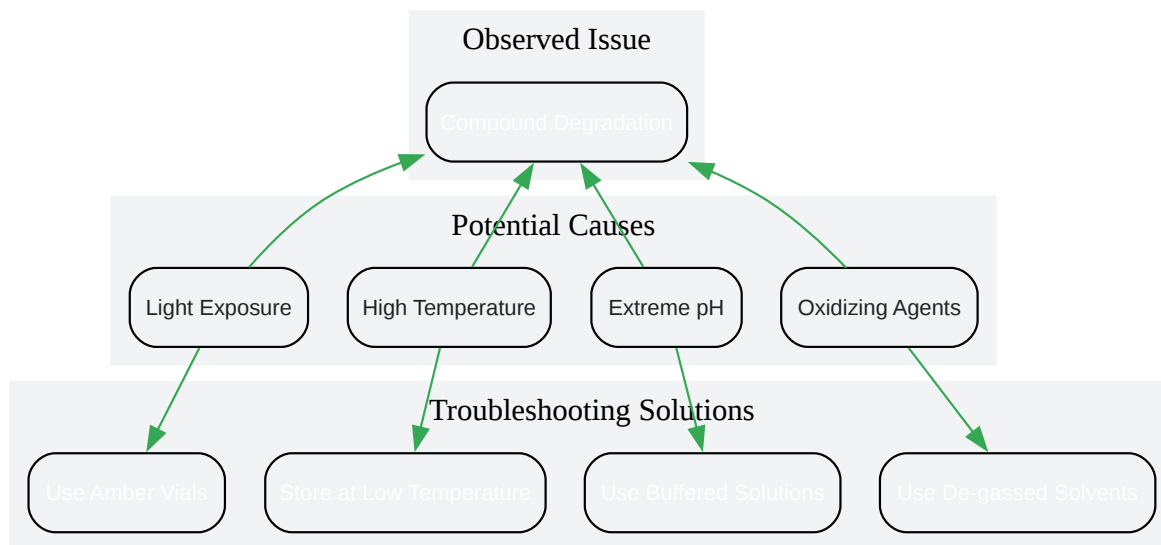 Observed Issue
Compound Degradation
Potential Causes
Light Exposure
High Temperature
Extreme pH
Oxidizing Agents
Troubleshooting Solutions
Use Amber Vials
Store at Low Temperature
Use Buffered Solutions
Use De-gassed Solvents